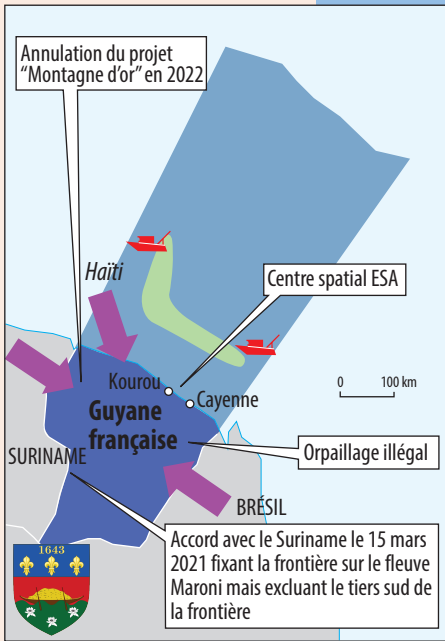 Annulation du projet
“Montagne d’or” en 2022
Haïti
Centre spatial ESA
Kourou
Cayenne
0 100 km
Guyane
française
SURINAME
Orpaillage illégal
BRÉSIL
Accord avec le Suriname le 15 mars
2021 fixant la frontière sur le fleuve
Maroni mais excluant le tiers sud de
la frontière
1643